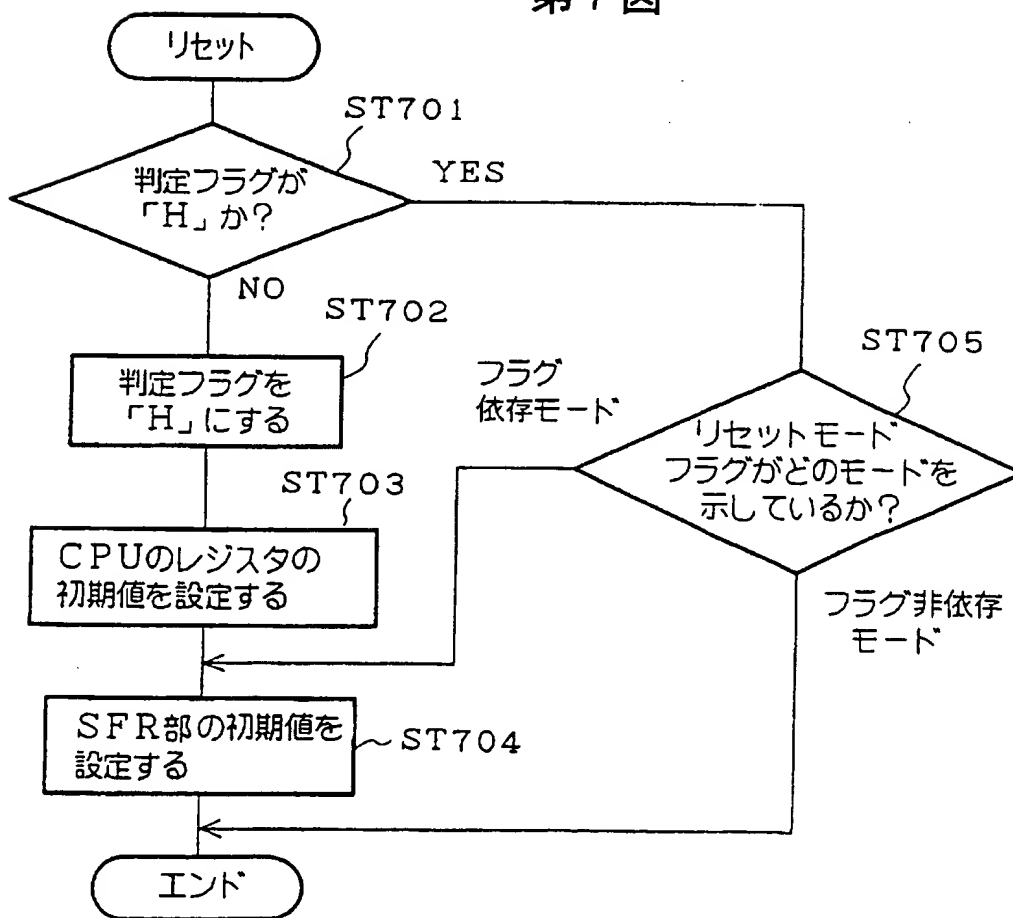 第7図
リセット
ST701
判定フラグが
「H」か?
YES
NO
ST702
判定フラグを
「H」にする
フラグ
依存モード
ST705
リセットモード
フラグがどのモードを
示しているか?
ST703
CPUのレジスタの
初期値を設定する
フラグ非依存
モード
SFR部の初期値を
設定する
ST704
エンド